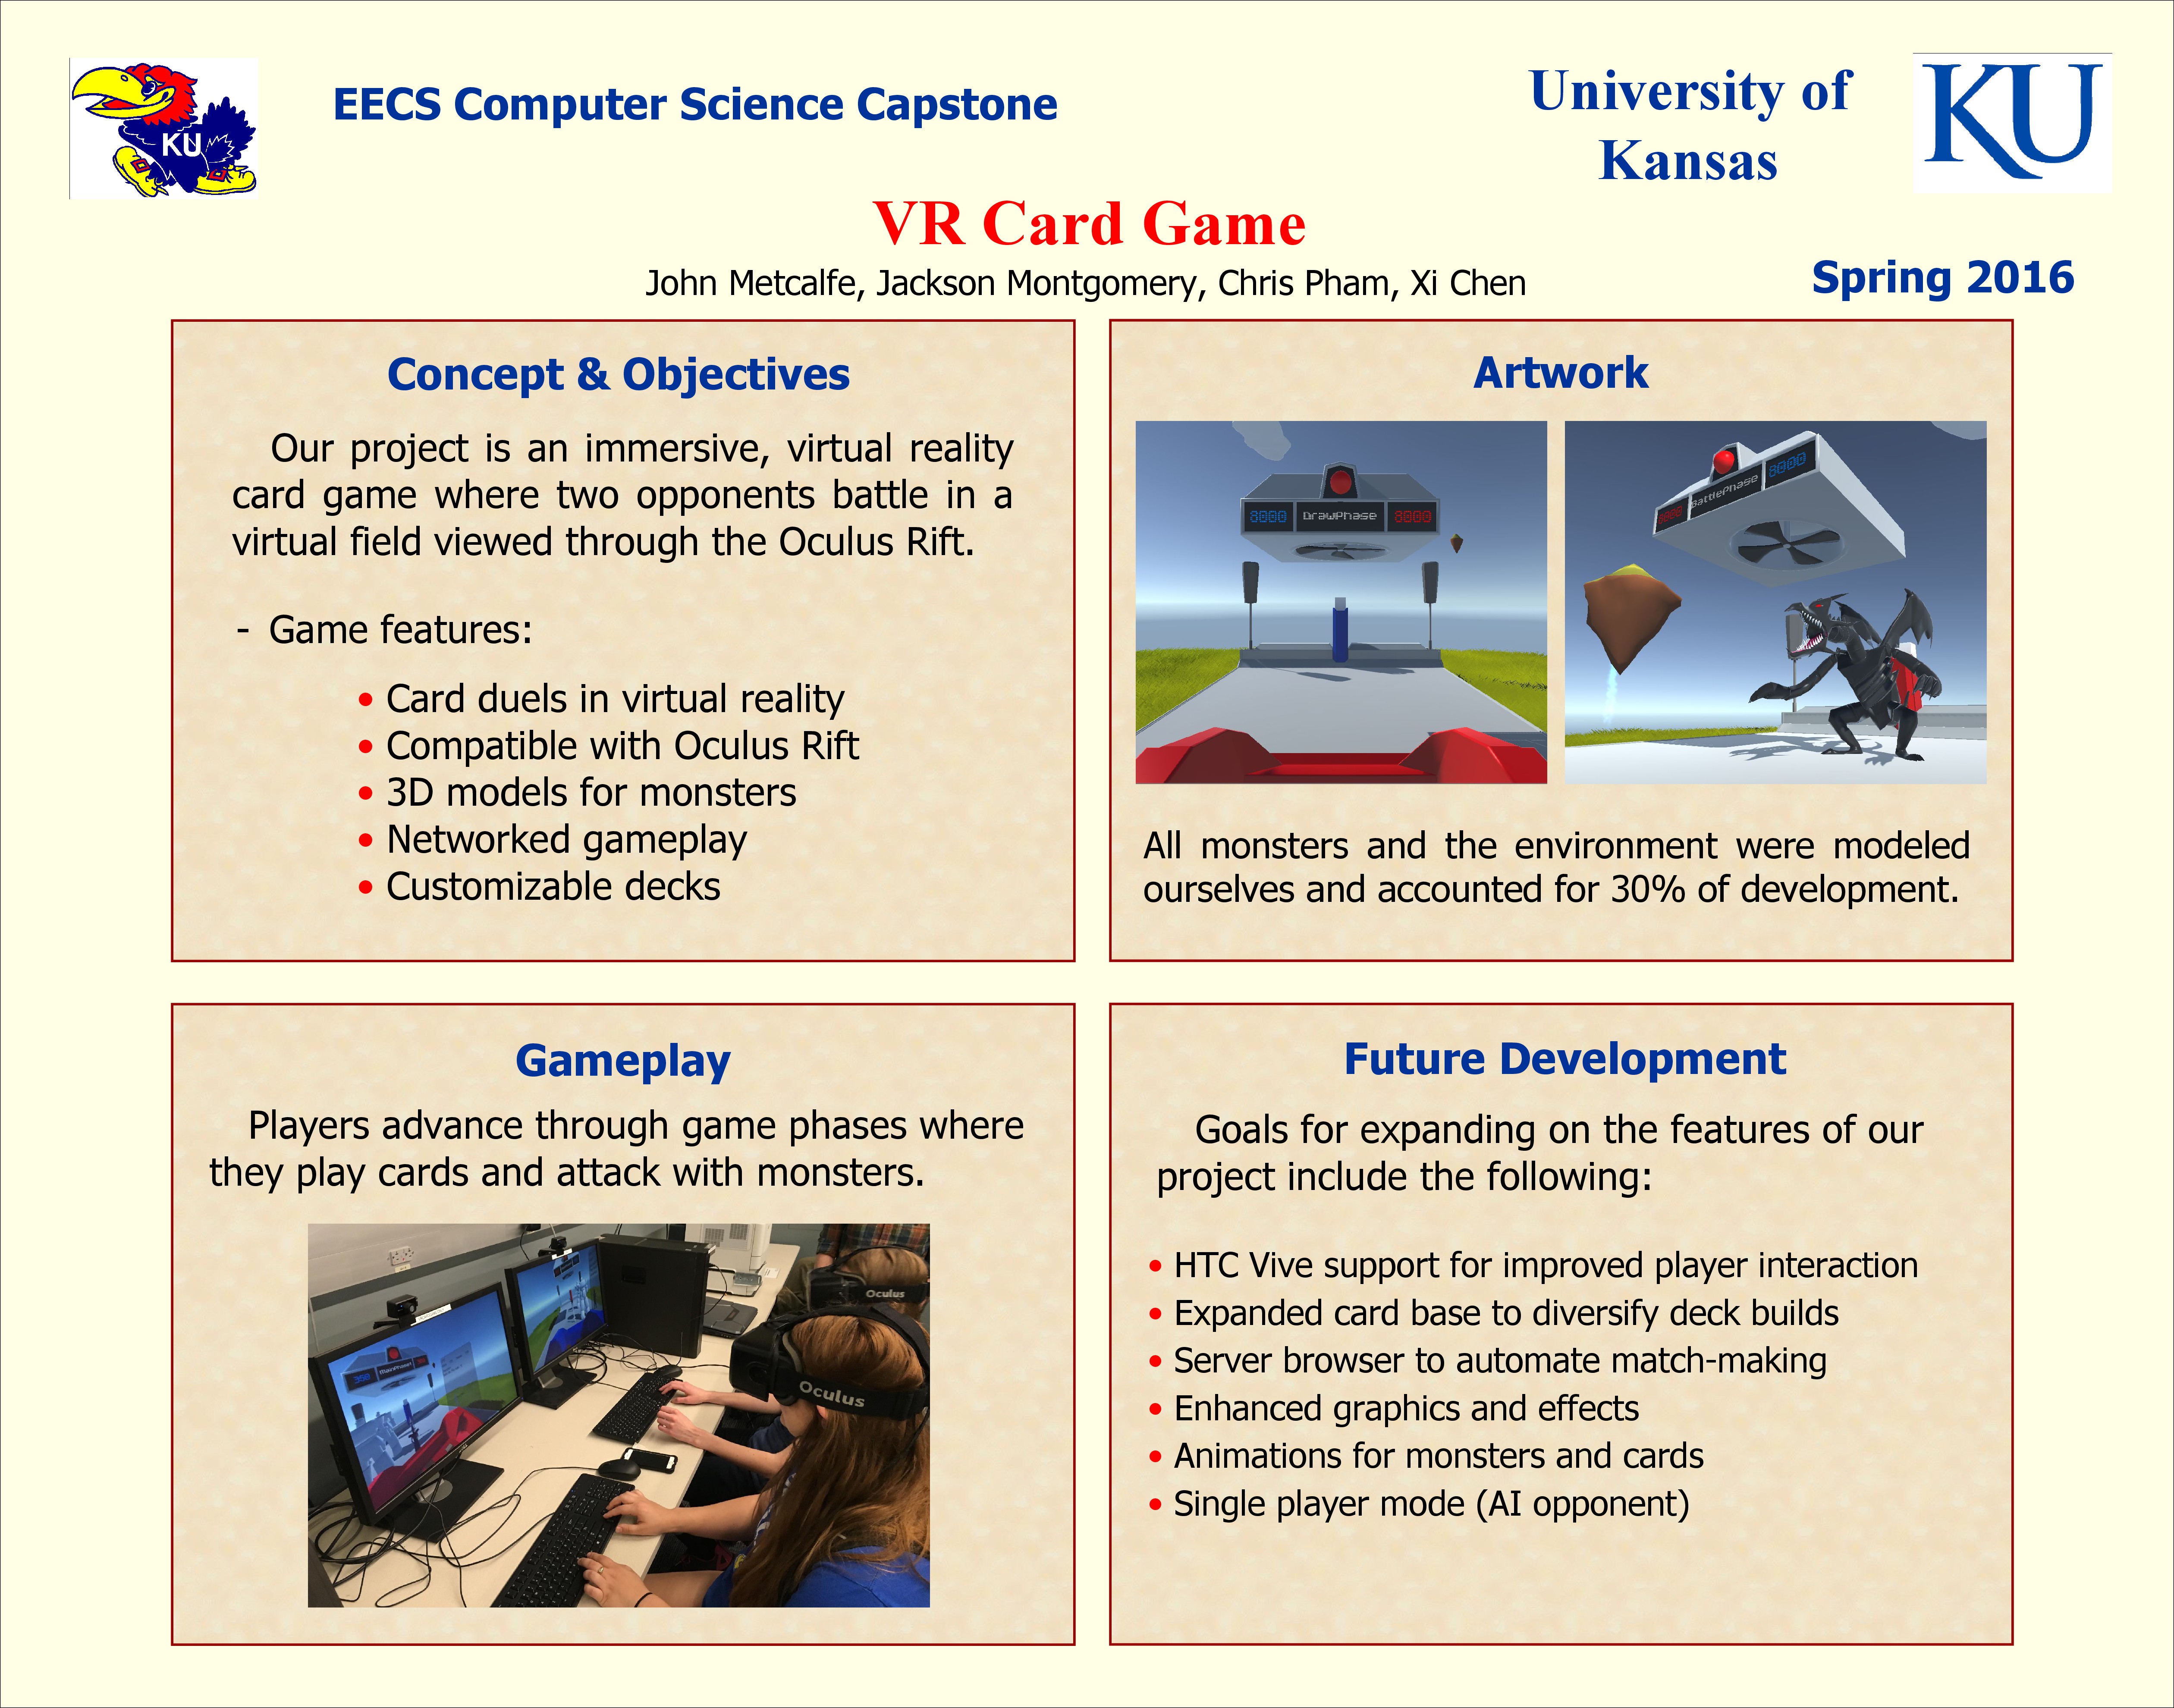 KU
EECS Computer Science Capstone
University of
Kansas
KU
VR Card Game
John Metcalfe, Jackson Montgomery, Chris Pham, Xi Chen
Spring 2016
Concept & Objectives
Our project is an immersive, virtual reality
card game where two opponents battle in a
virtual field viewed through the Oculus Rift.
- Game features:
• Card duels in virtual reality
• Compatible with Oculus Rift
• 3D models for monsters
• Networked gameplay
• Customizable decks
Artwork
8000 DrawPhase 8000
8000 BattlePhase 8000
All monsters and the environment were modeled
ourselves and accounted for 30% of development.
Gameplay
Players advance through game phases where
they play cards and attack with monsters.
MainPhase
Oculus
Oculus
Future Development
Goals for expanding on the features of our
project include the following:
• HTC Vive support for improved player interaction
• Expanded card base to diversify deck builds
• Server browser to automate match-making
• Enhanced graphics and effects
• Animations for monsters and cards
• Single player mode (AI opponent)